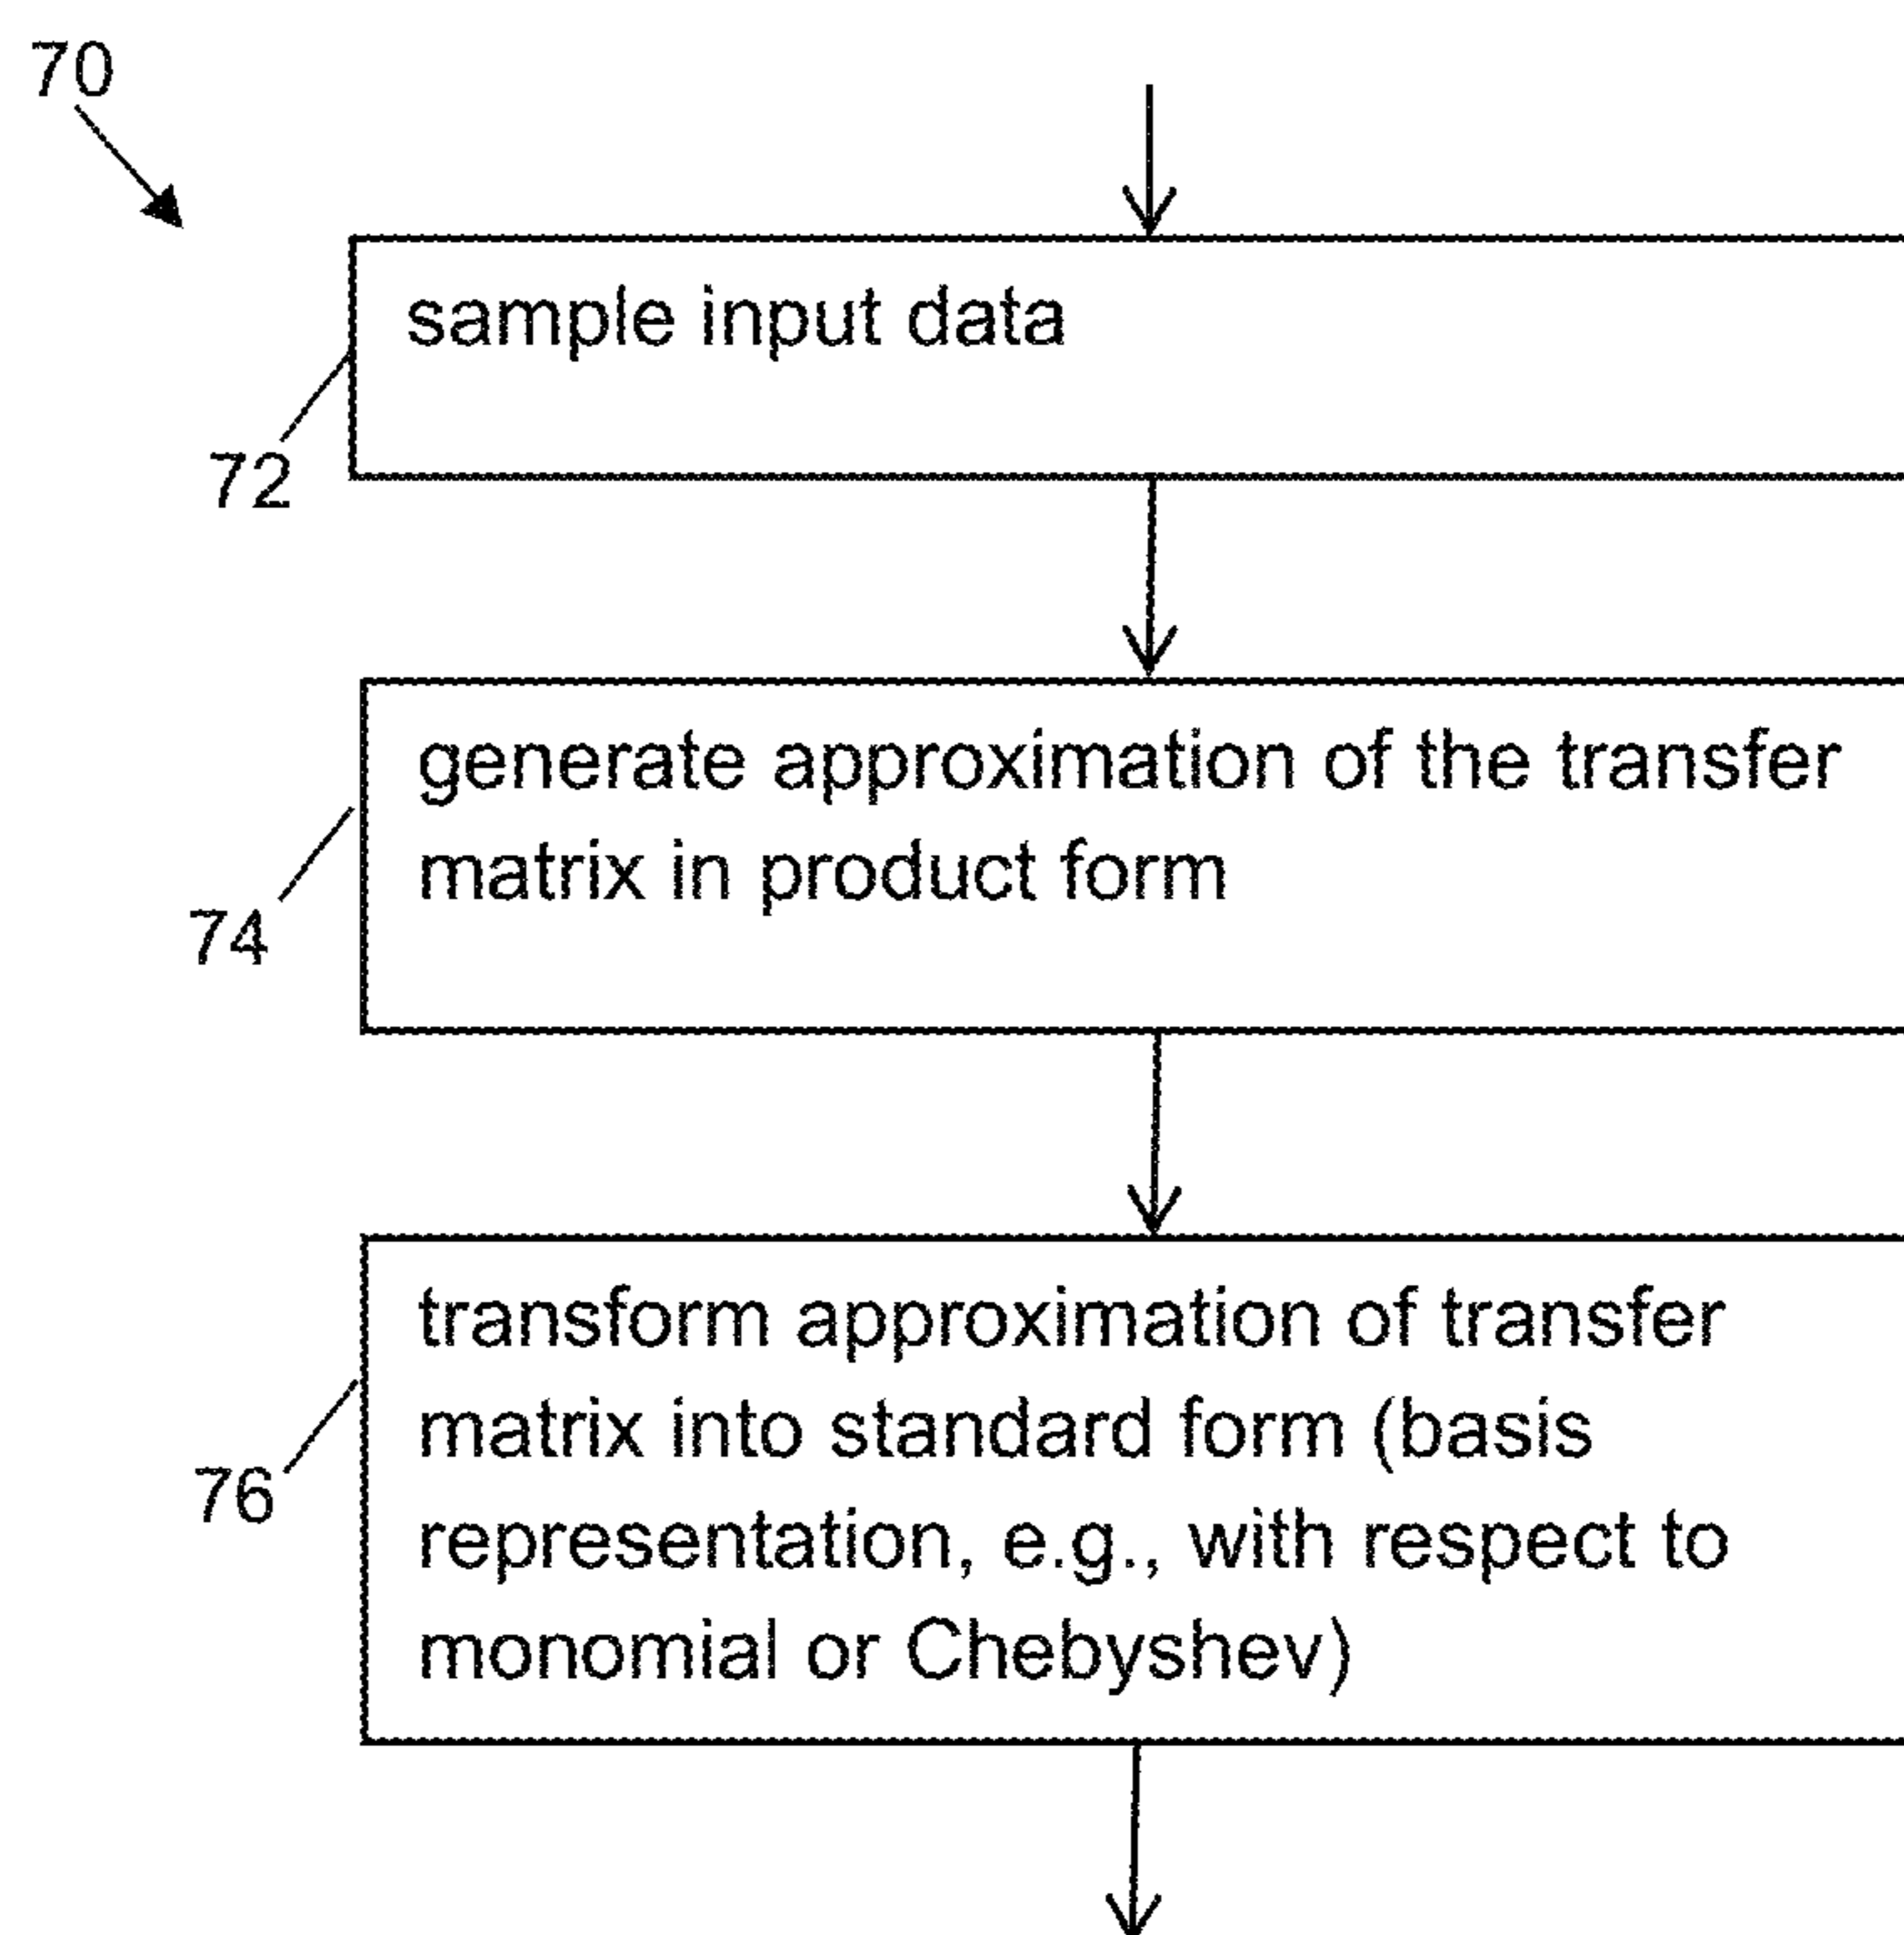 70
sample input data
72
generate approximation of the transfer
matrix in product form
74
transform approximation of transfer
matrix into standard form (basis
representation, e.g., with respect to
monomial or Chebyshev)
76